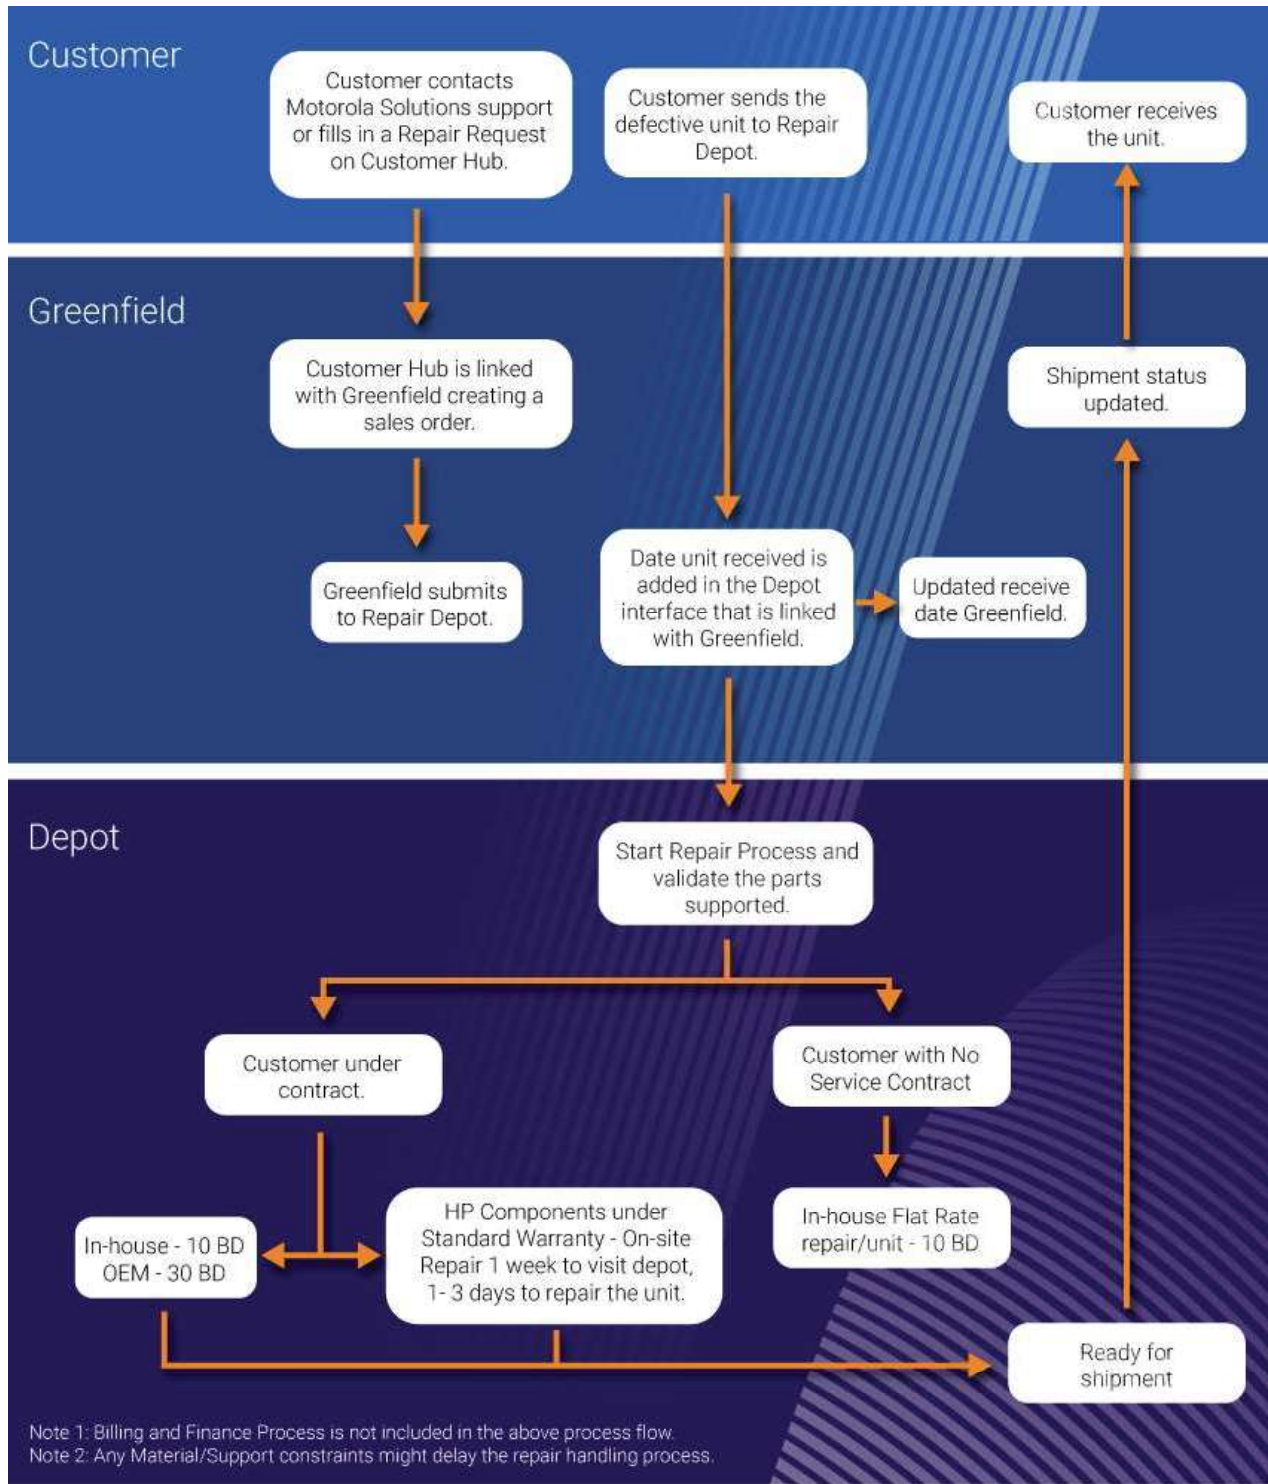 Customer
Customer contacts
Motorola Solutions support
or fills in a Repair Request
on Customer Hub.
Customer sends the
defective unit to Repair
Depot.
Customer receives
the unit.
Greenfield
Customer Hub is linked
with Greenfield creating a
sales order.
Shipment status
updated.
Greenfield submits
to Repair Depot.
Date unit received is
added in the Depot
interface that is linked
with Greenfield.
Updated receive
date Greenfield.
Depot
Start Repair Process and
validate the parts
supported.
Customer under
contract.
Customer with No
Service Contract
In-house - 10 BD
OEM - 30 BD
HP Components under
Standard Warranty - On-site
Repair 1 week to visit depot,
1- 3 days to repair the unit.
In-house Flat Rate
repair/unit - 10 BD
Ready for
shipment
Note 1: Billing and Finance Process is not included in the above process flow.
Note 2: Any Material/Support constraints might delay the repair handling process.